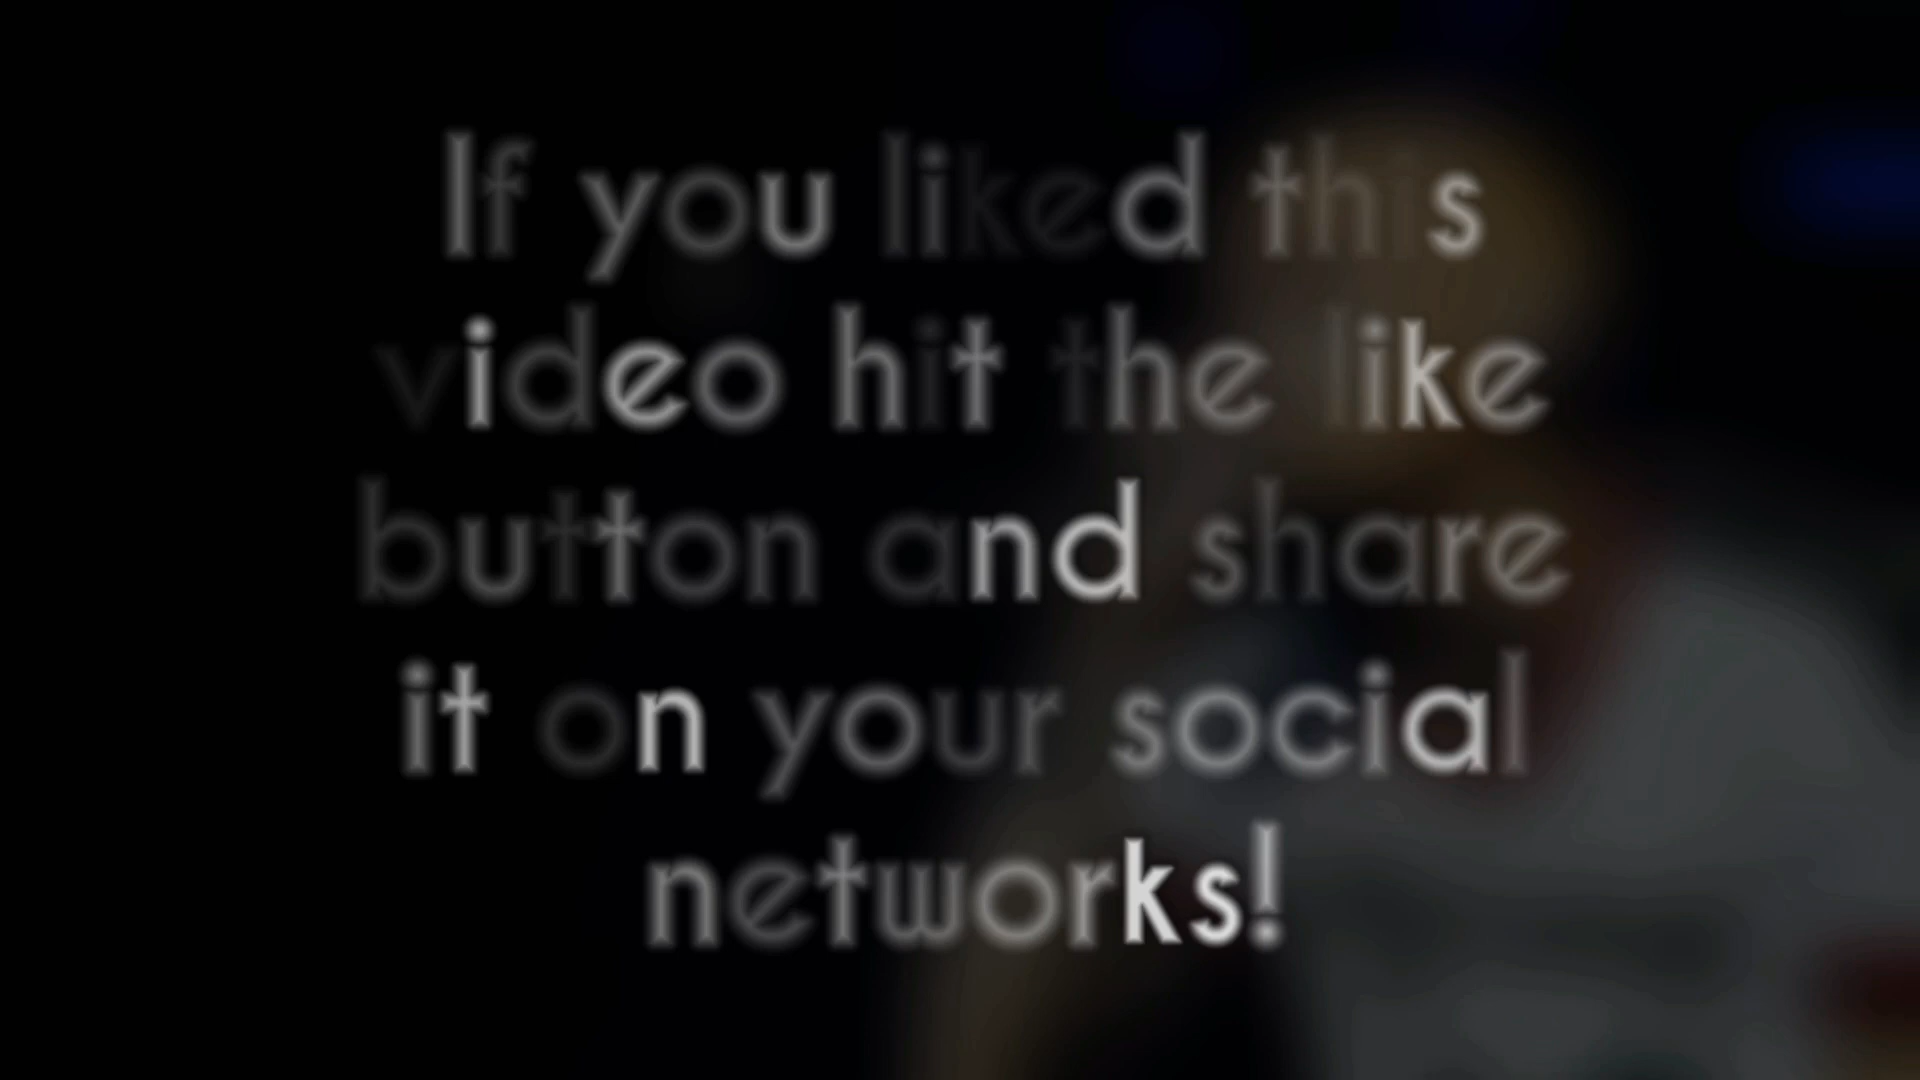 If you liked this
video hit the like
button and share
it on your social
networks!